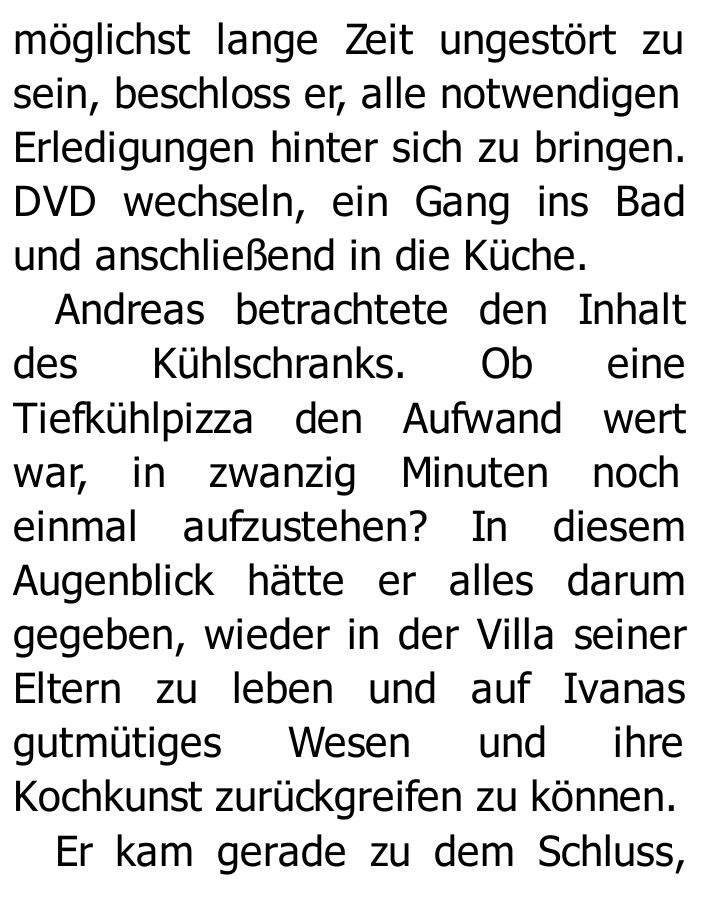 möglichst lange Zeit ungestört zu
sein, beschloss er, alle notwendigen
Erledigungen hinter sich zu bringen.
DVD wechseln, ein Gang ins Bad
und anschließend in die Küche.
Andreas betrachtete den Inhalt
des Kühlschranks. Ob eine
Tiefkühlpizza den Aufwand wert
war, in zwanzig Minuten noch
einmal aufzustehen? In diesem
Augenblick hätte er alles darum
gegeben, wieder in der Villa seiner
Eltern zu leben und auf Ivanas
gutmütiges Wesen und ihre
Kochkunst zurückgreifen zu können.
Er kam gerade zu dem Schluss,